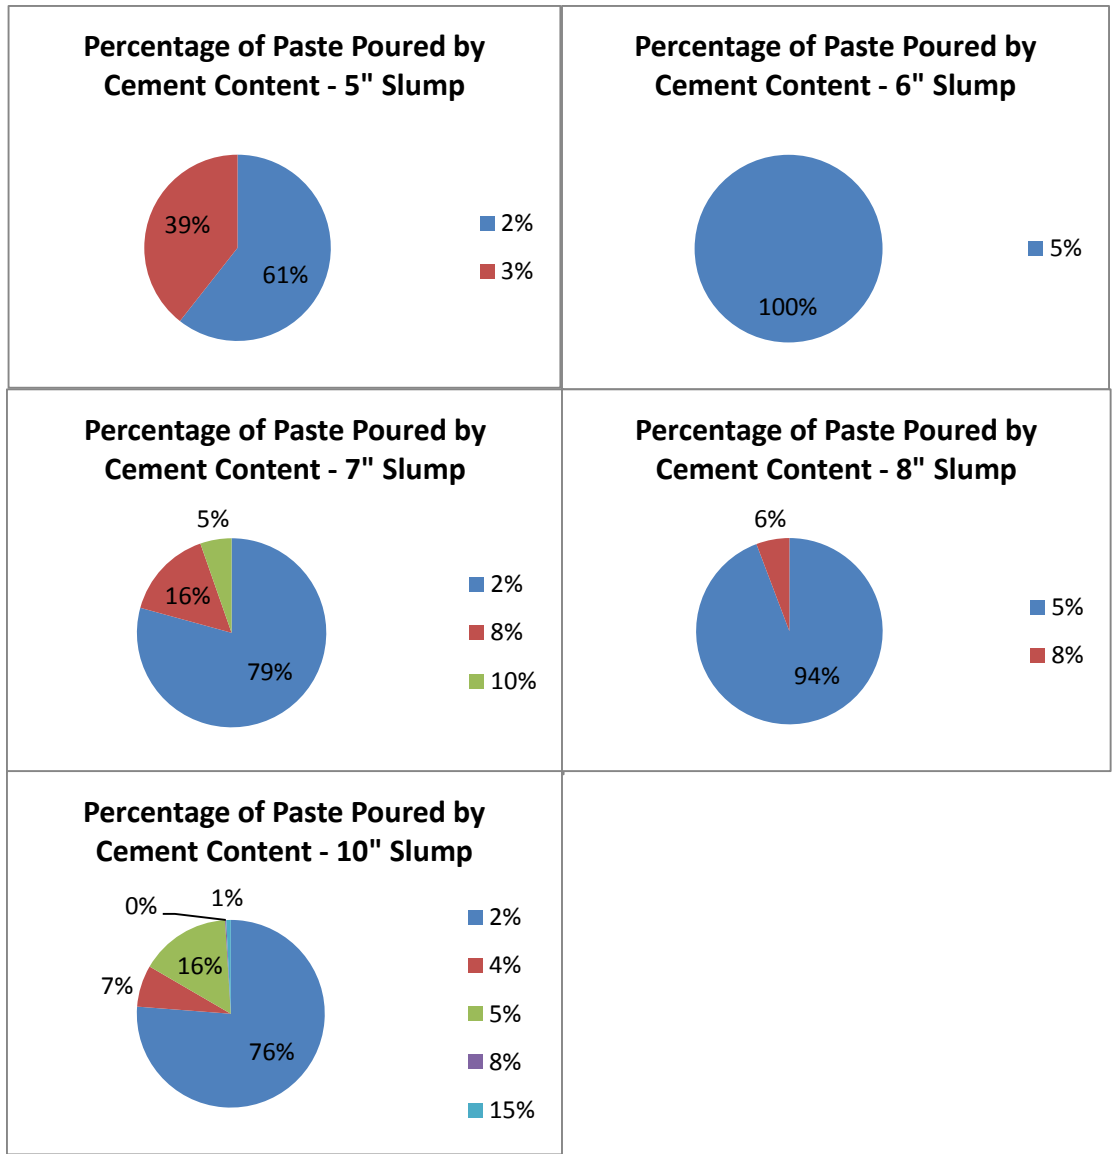 Percentage of Paste Poured by
Cement Content - 5" Slump
39%
61%
2%
3%
Percentage of Paste Poured by
Cement Content - 6" Slump
100%
5%
Percentage of Paste Poured by
Cement Content - 7" Slump
5%
16%
79%
2%
8%
10%
Percentage of Paste Poured by
Cement Content - 8" Slump
6%
94%
5%
8%
Percentage of Paste Poured by
Cement Content - 10" Slump
0%
1%
16%
7%
76%
2%
4%
5%
8%
15%